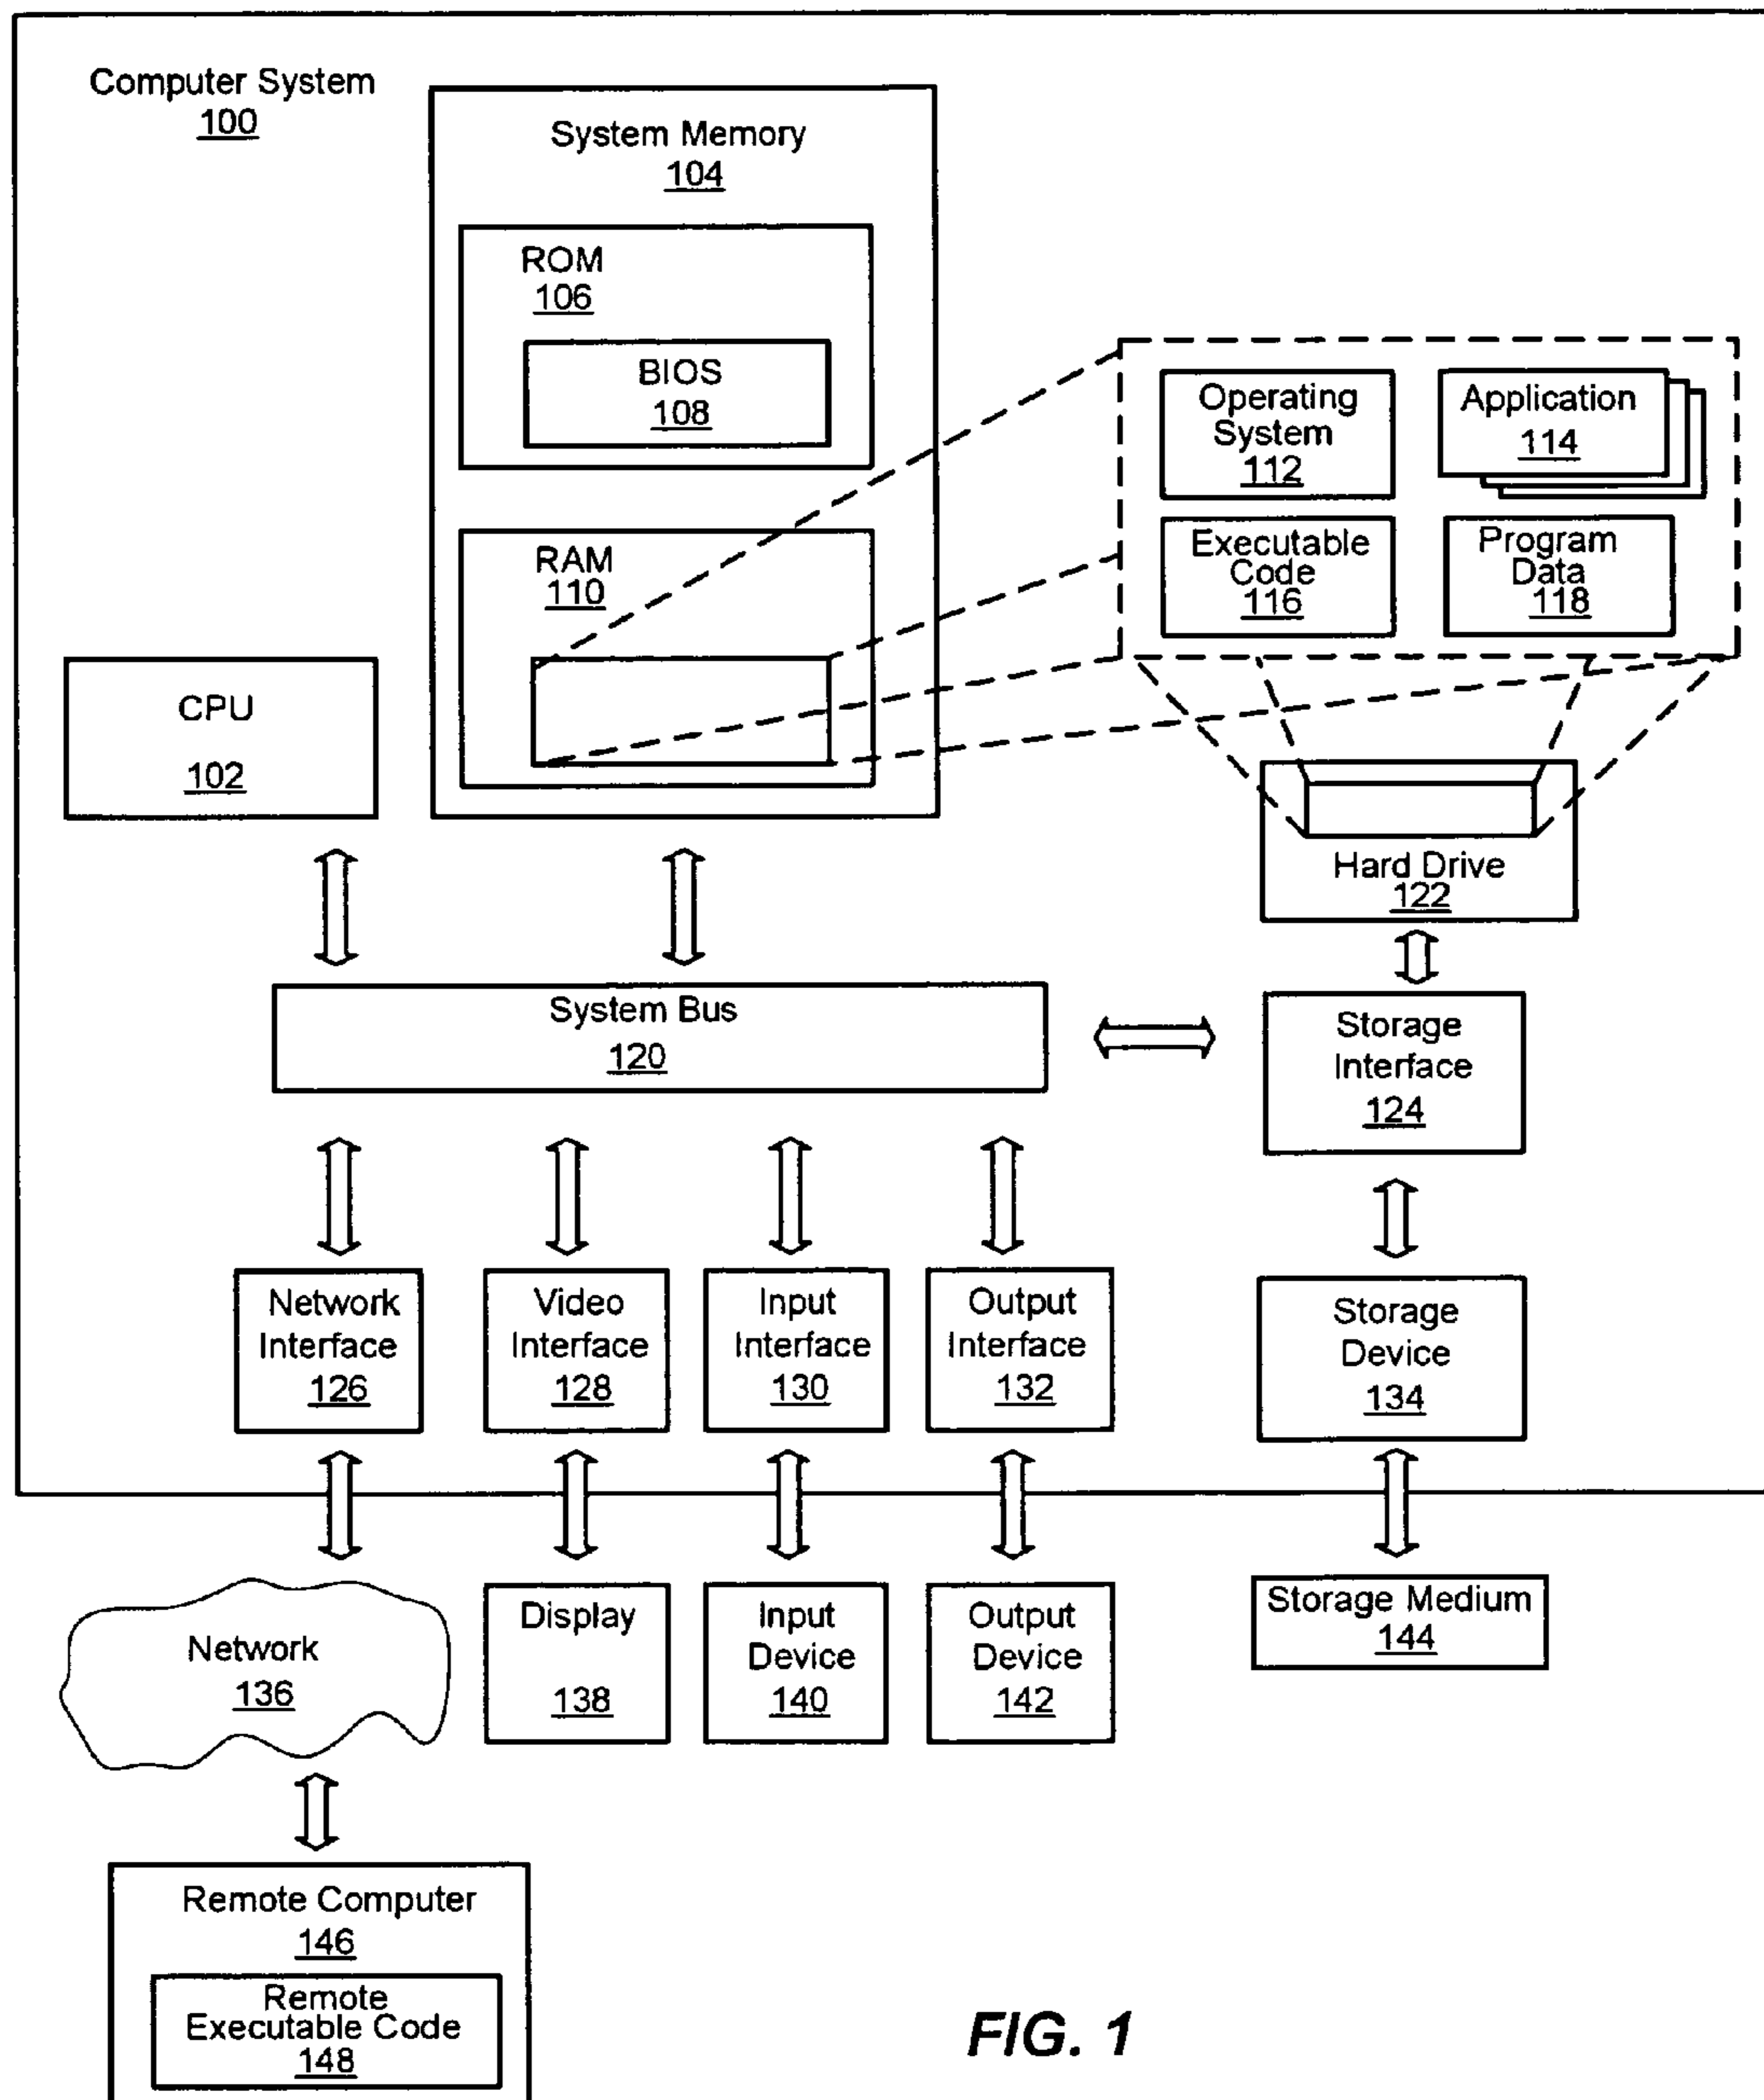 Computer System
100
System Memory
104
ROM
106
BIOS
108
RAM
110
Operating
System
112
Application
114
Executable
Code
116
Program
Data
118
CPU
102
Hard Drive
122
System Bus
120
Storage
Interface
124
Network
Interface
126
Video
Interface
128
Input
Interface
130
Output
Interface
132
Storage
Device
134
Network
136
Display
138
Input
Device
140
Output
Device
142
Storage Medium
144
Remote Computer
146
Remote
Executable Code
148
FIG. 1